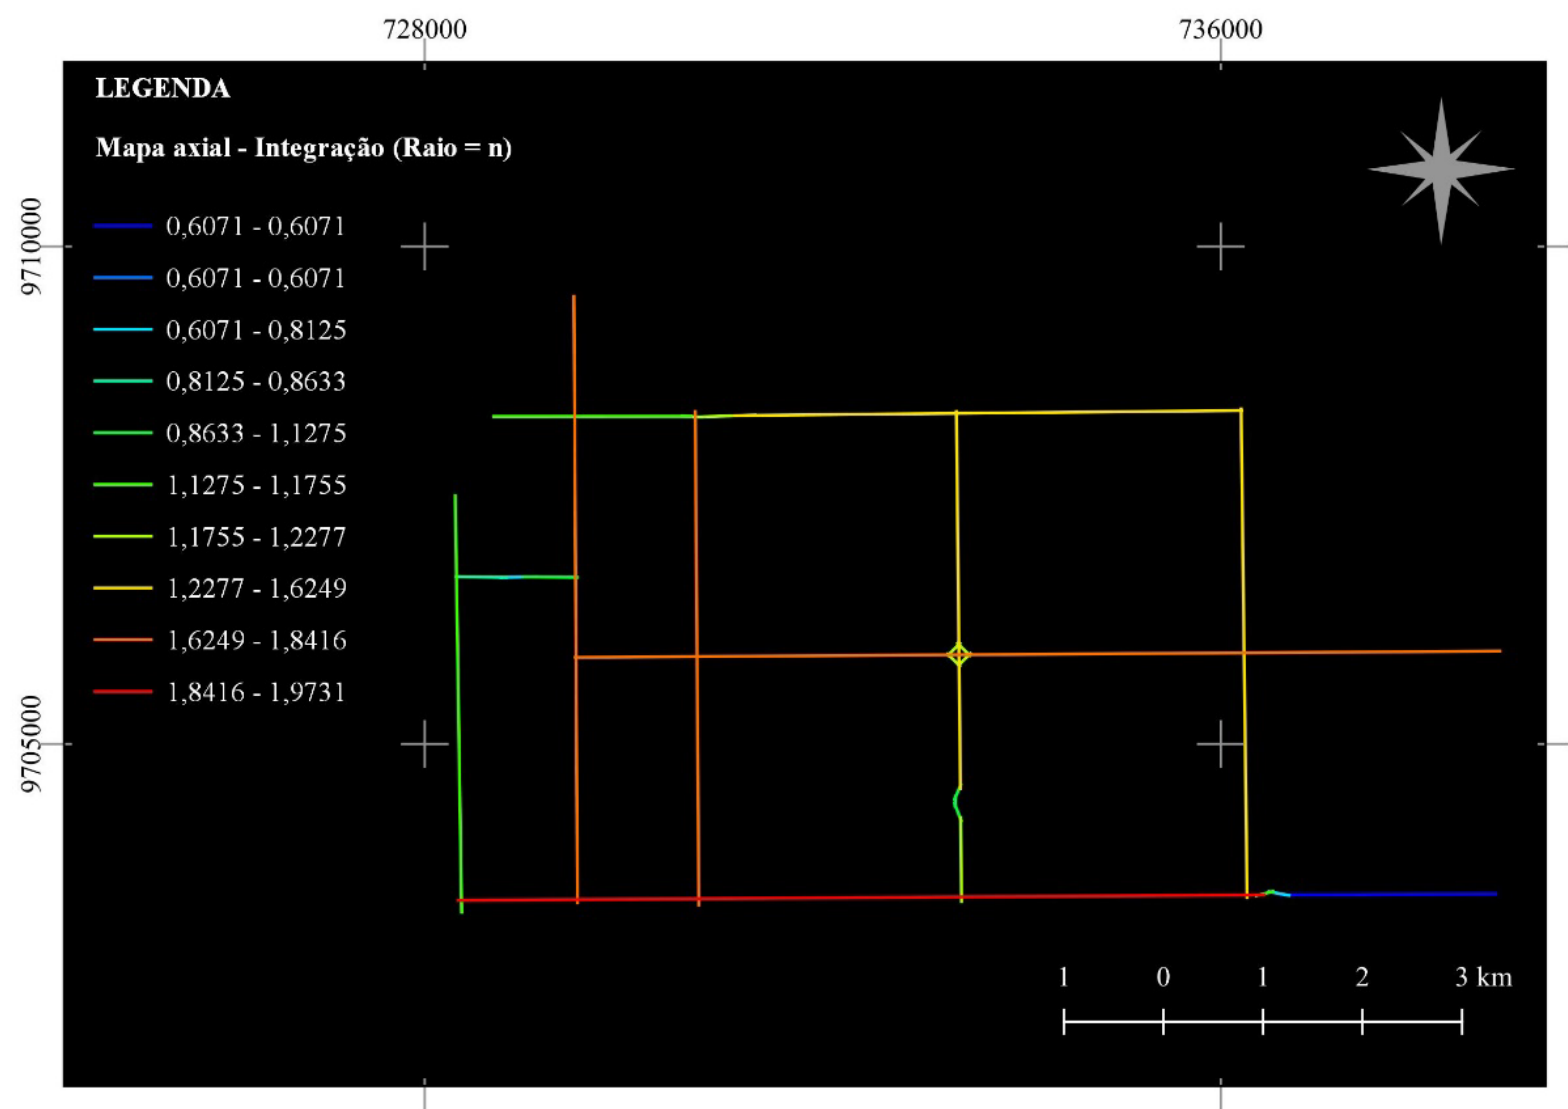 728000
736000
LEGENDA
Mapa axial - Integração (Raio = n)
9710000
0,6071 - 0,6071
0,6071 - 0,6071
0,6071 - 0,8125
0,8125 - 0,8633
0,8633 - 1,1275
1,1275 - 1,1755
1,1755 - 1,2277
1,2277 - 1,6249
1,6249 - 1,8416
1,8416 - 1,9731
9705000
1 0 1 2 3 km